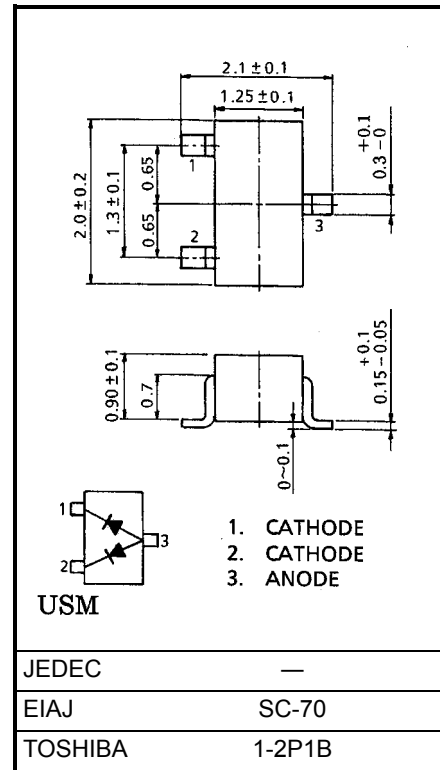 2.1±0.1
1.25±0.1
+0.1
0.3-0
1
0.65
1.3±0.1
2.0±0.2
0.65
2
3
0.90±0.1
0.7
+0.1
0.15-0.05
0~0.1
1
2
3
1. CATHODE
2. CATHODE
3. ANODE
USM
JEDEC —
EIAJ SC-70
TOSHIBA 1-2P1B